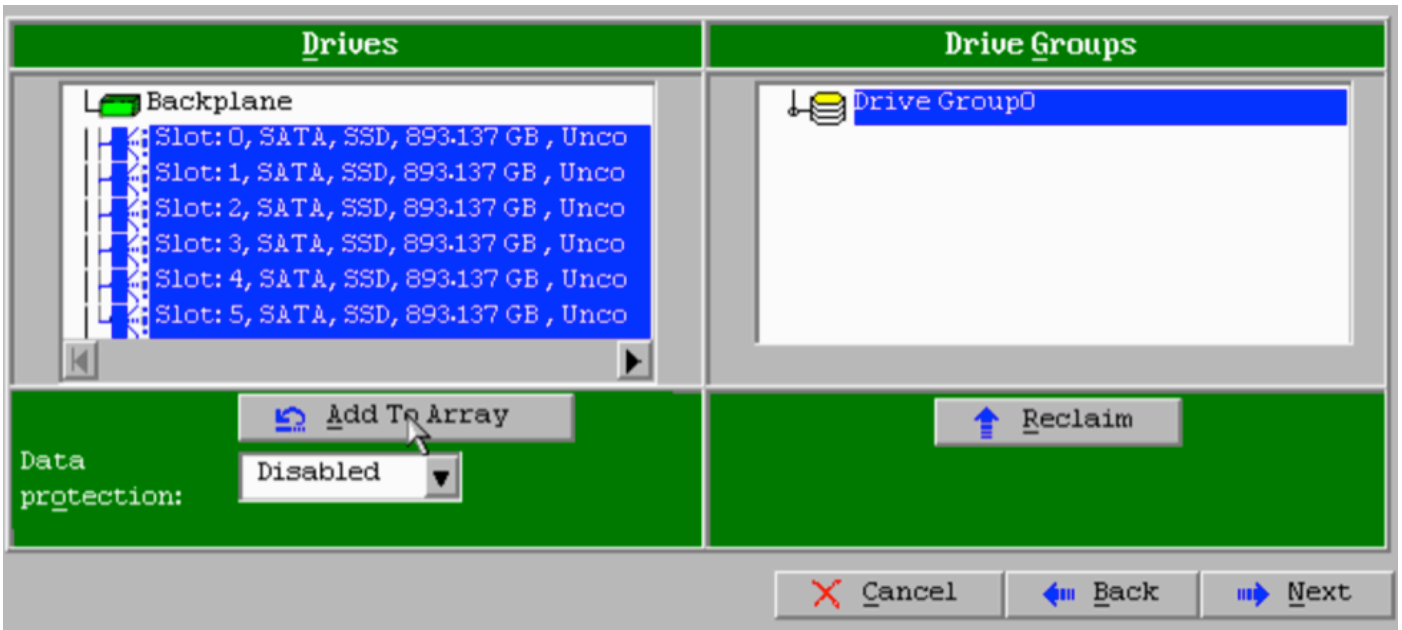 Drives
Drive Groups
Backplane
Slot: 0, SATA, SSD, 893.137 GB , Unco
Slot: 1, SATA, SSD, 893.137 GB , Unco
Slot: 2, SATA, SSD, 893.137 GB , Unco
Slot: 3, SATA, SSD, 893.137 GB , Unco
Slot: 4, SATA, SSD, 893.137 GB , Unco
Slot: 5, SATA, SSD, 893.137 GB , Unco
Drive Group0
Add To Array
Data
protection:
Disabled
Reclaim
Cancel
Back
Next